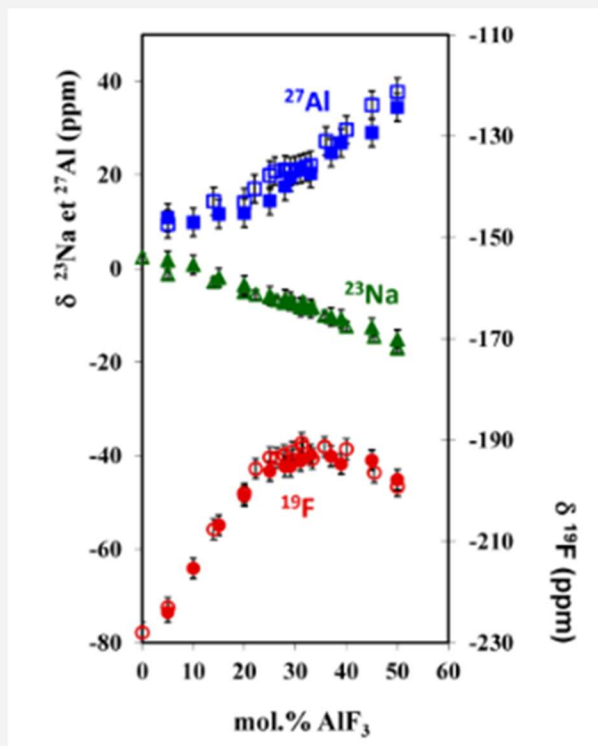 δ ²³Na et ²⁷Al (ppm)
40
20
0
-20
-40
-60
-80
²⁷Al
²³Na
¹⁹F
-110
-130
-150
-170
-190
-210
-230
δ ¹⁹F (ppm)
0 10 20 30 40 50 60
mol.% AlF₃